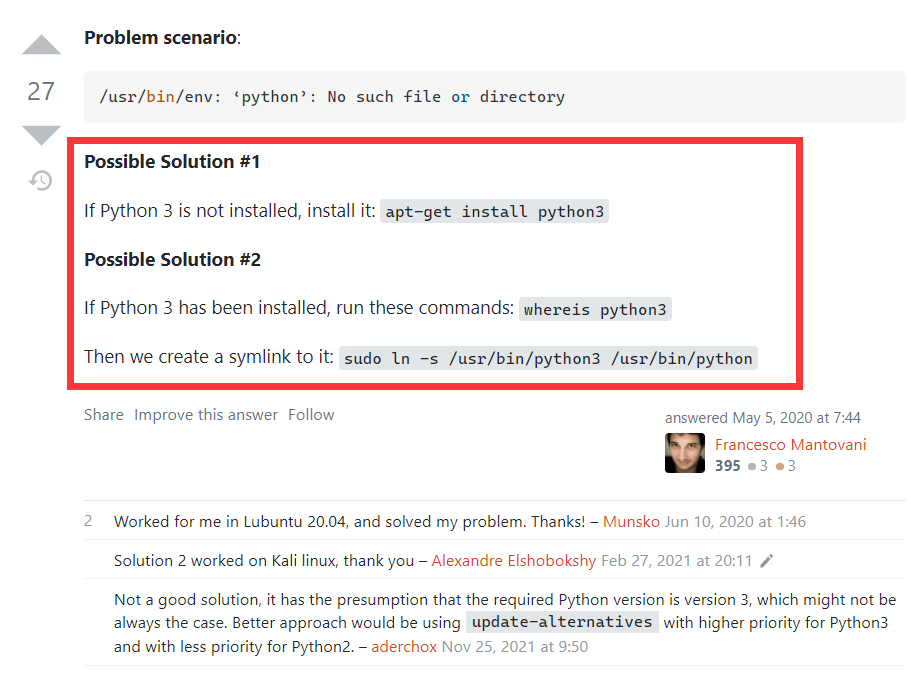 Problem scenario:
27
/usr/bin/env: ‘python’: No such file or directory
Possible Solution #1
If Python 3 is not installed, install it: apt-get install python3
Possible Solution #2
If Python 3 has been installed, run these commands: whereis python3
Then we create a symlink to it: sudo ln -s /usr/bin/python3 /usr/bin/python
Share Improve this answer Follow
answered May 5, 2020 at 7:44
Francesco Mantovani
395 ●3 ●3
2 Worked for me in Lubuntu 20.04, and solved my problem. Thanks! – Munsko Jun 10, 2020 at 1:46
Solution 2 worked on Kali linux, thank you – Alexandre Elshobokshy Feb 27, 2021 at 20:11
Not a good solution, it has the presumption that the required Python version is version 3, which might not be
always the case. Better approach would be using update-alternatives with higher priority for Python3
and with less priority for Python2. – aderchox Nov 25, 2021 at 9:50